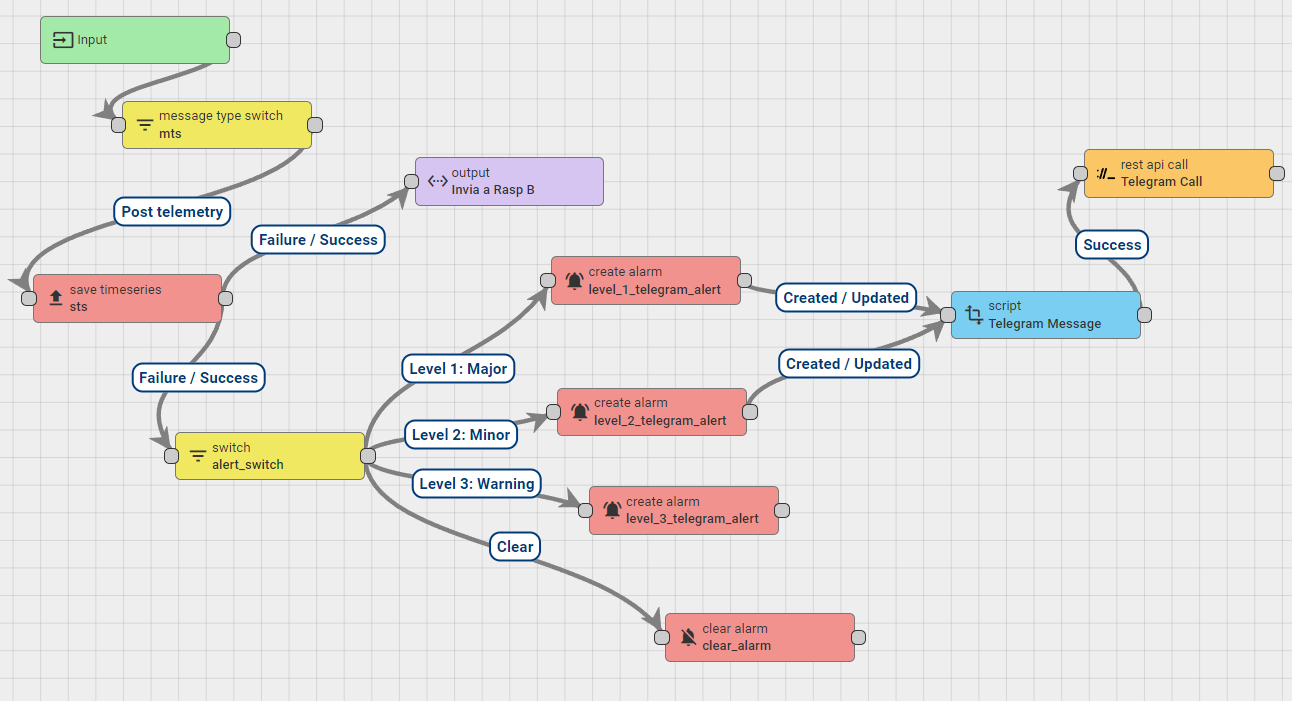 Input
message type switch
mts
Post telemetry
save timeseries
sts
Failure / Success
output
Invia a Rasp B
Failure / Success
switch
alert_switch
Level 1: Major
create alarm
level_1_telegram_alert
Created / Updated
Level 2: Minor
create alarm
level_2_telegram_alert
Created / Updated
Level 3: Warning
create alarm
level_3_telegram_alert
Clear
clear alarm
clear_alarm
script
Telegram Message
Success
rest api call
Telegram Call